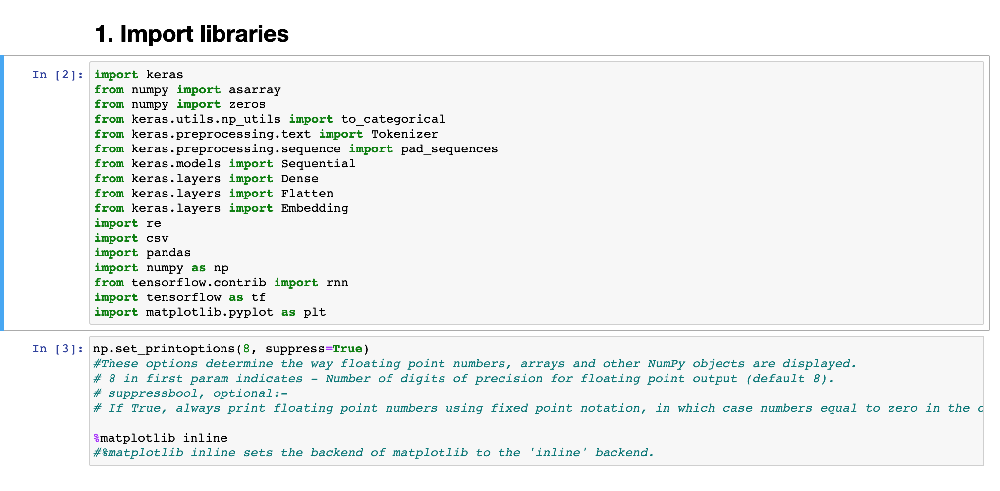 1. Import libraries
In [2]:
import keras
from numpy import asarray
from numpy import zeros
from keras.utils.np_utils import to_categorical
from keras.preprocessing.text import Tokenizer
from keras.preprocessing.sequence import pad_sequences
from keras.models import Sequential
from keras.layers import Dense
from keras.layers import Flatten
from keras.layers import Embedding
import re
import csv
import pandas
import numpy as np
from tensorflow.contrib import rnn
import tensorflow as tf
import matplotlib.pyplot as plt
In [3]:
np.set_printoptions(8, suppress=True)
#These options determine the way floating point numbers, arrays and other NumPy objects are displayed.
# 8 in first param indicates - Number of digits of precision for floating point output (default 8).
# suppressbool, optional:-
# If True, always print floating point numbers using fixed point notation, in which case numbers equal to zero in the
%matplotlib inline
#%matplotlib inline sets the backend of matplotlib to the 'inline' backend.